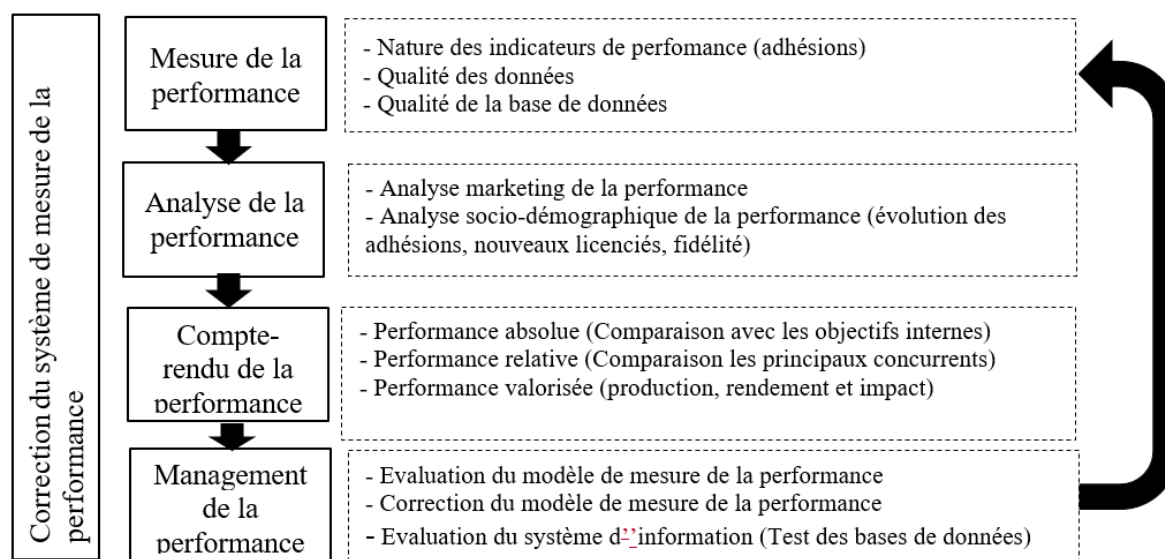 Correction du système de mesure de la
performance
Mesure de la
performance
- Nature des indicateurs de perfomance (adhésions)
- Qualité des données
- Qualité de la base de données
Analyse de la
performance
- Analyse marketing de la performance
- Analyse socio-démographique de la performance (évolution des
adhésions, nouveaux licenciés, fidélité)
Compte-
rendu de la
performance
- Performance absolue (Comparaison avec les objectifs internes)
- Performance relative (Comparaison les principaux concurrents)
- Performance valorisée (production, rendement et impact)
Management
de la
performance
- Evaluation du modèle de mesure de la performance
- Correction du modèle de mesure de la performance
- Evaluation du système d’’information (Test des bases de données)